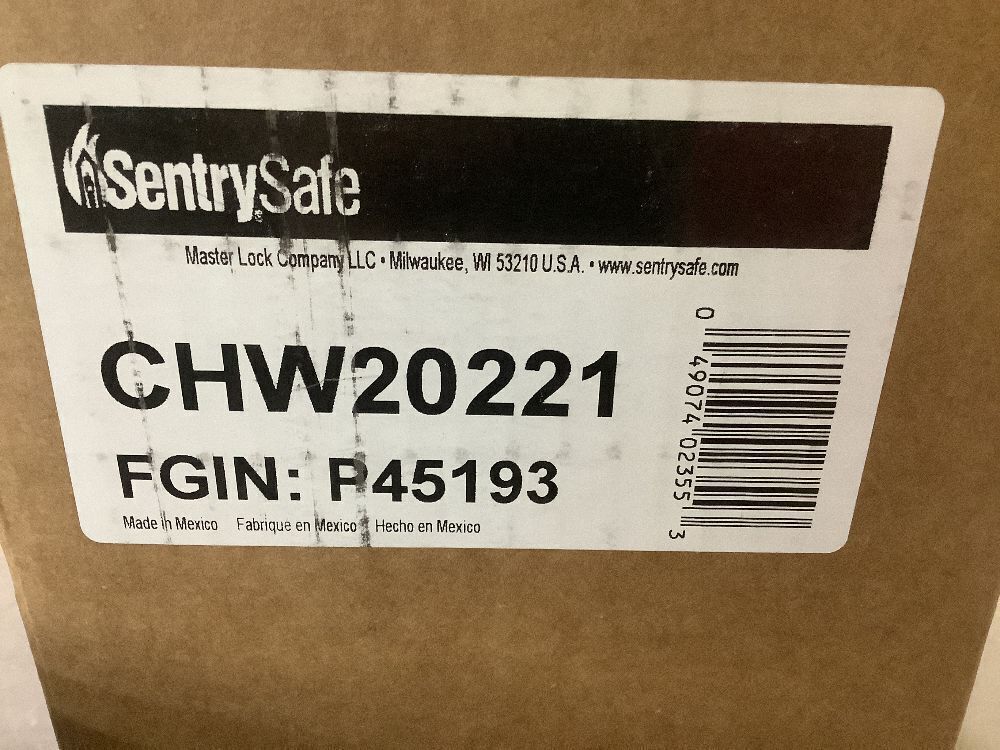 SentrySafe
Master Lock Company LLC • Milwaukee, WI 53210 U.S.A. • www.sentrysafe.com
CHW20221
FGIN: P45193
Made in Mexico Fabrique en Mexico Hecho en Mexico
0 49074 02355 3